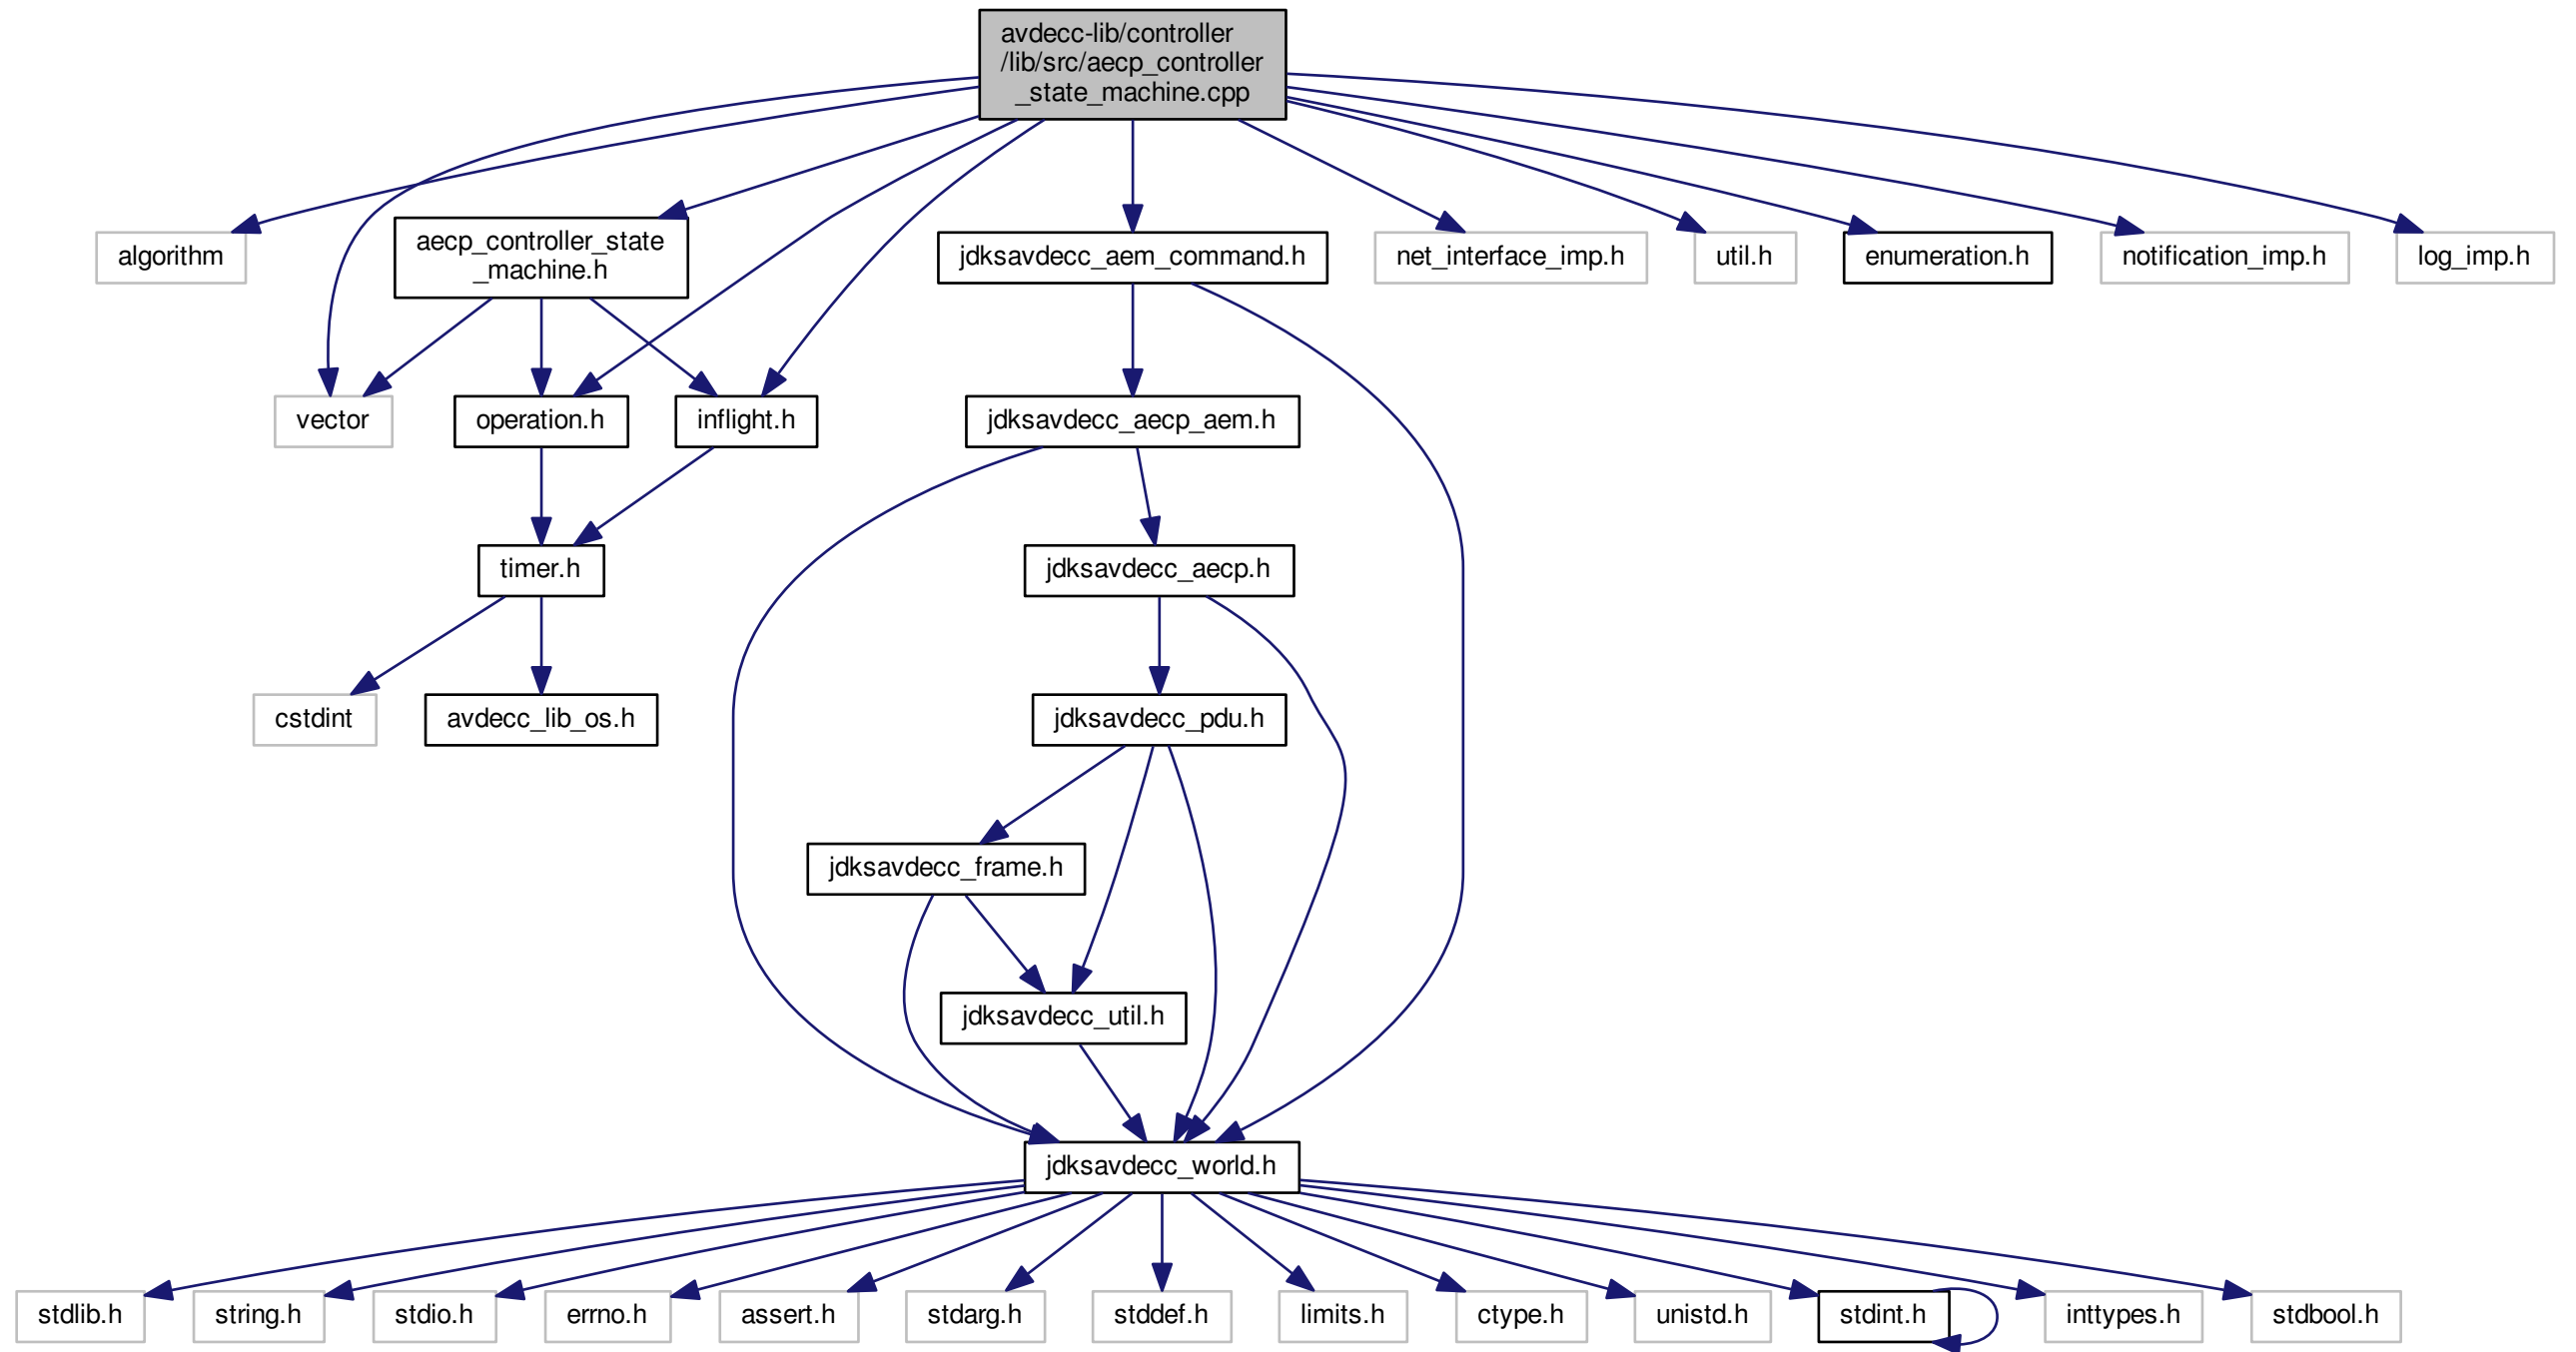 avdecc-lib/controller
/lib/src/aecp_controller
_state_machine.cpp
algorithm
aecp_controller_state
_machine.h
jdksavdecc_aem_command.h
net_interface_imp.h
util.h
enumeration.h
notification_imp.h
log_imp.h
vector
operation.h
inflight.h
jdksavdecc_aecp_aem.h
timer.h
jdksavdecc_aecp.h
cstdint
avdecc_lib_os.h
jdksavdecc_pdu.h
jdksavdecc_frame.h
jdksavdecc_util.h
jdksavdecc_world.h
stdlib.h
string.h
stdio.h
errno.h
assert.h
stdarg.h
stddef.h
limits.h
ctype.h
unistd.h
stdint.h
inttypes.h
stdbool.h